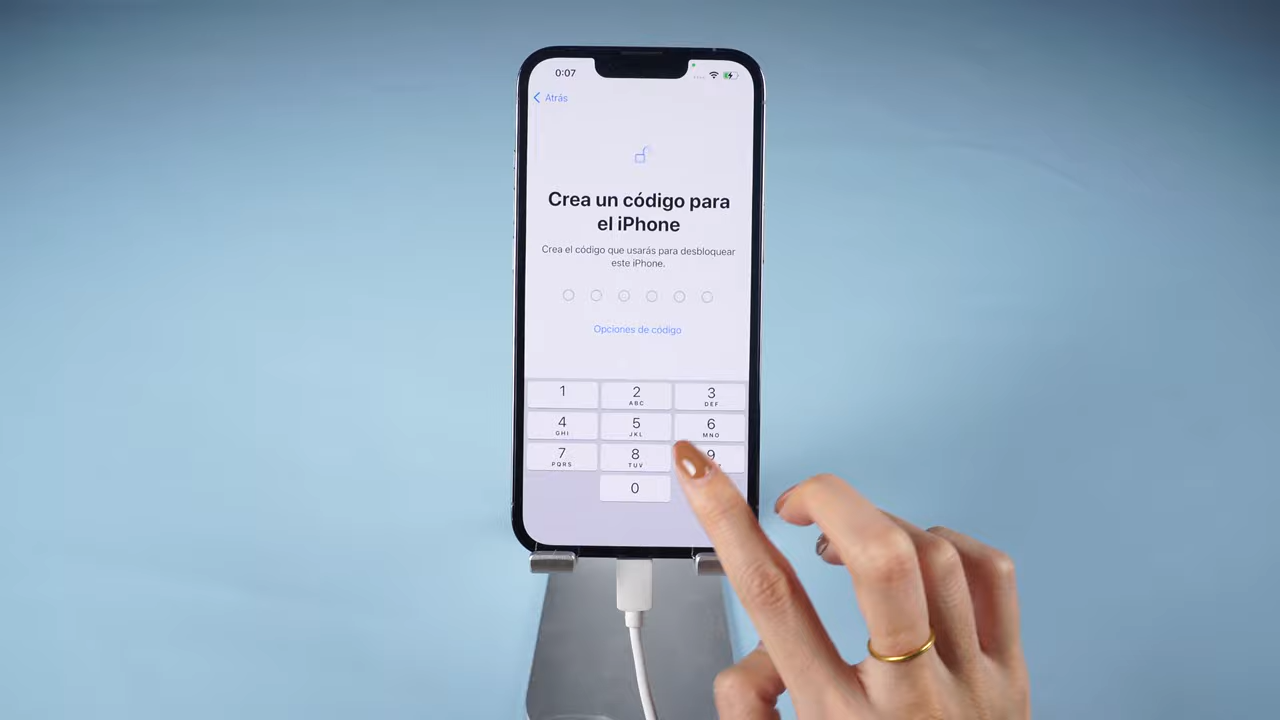 0:07
Atrás
Crea un código para
el iPhone
Crea el código que usarás para desbloquear
este iPhone.
Opciones de código
1
2
ABC
3
DEF
4
GHI
5
JKL
6
MNO
7
PQRS
8
TUV
9
0